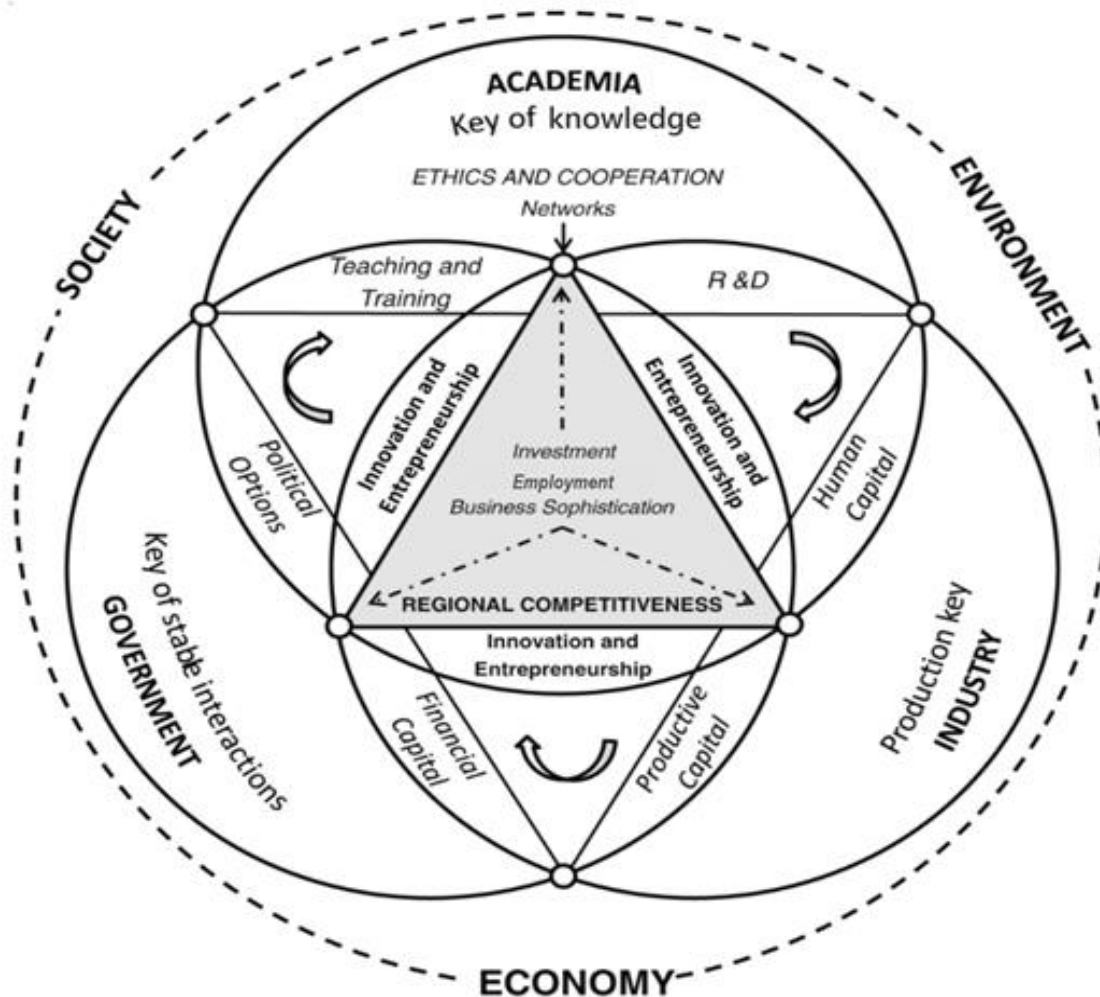 ACADEMIA
Key of knowledge
ETHICS AND COOPERATION
Networks
SOCIETY
ENVIRONMENT
Teaching and
Training
R &D
Innovation and
Entrepreneurship
Innovation and
Entrepreneurship
Political
OPtions
Investment
Employment
Business Sophistication
Human
Capital
REGIONAL COMPETITIVENESS
Innovation and
Entrepreneurship
Key of stable interactions
GOVERNMENT
Production key
INDUSTRY
Financial
Capital
Productive
Capital
ECONOMY